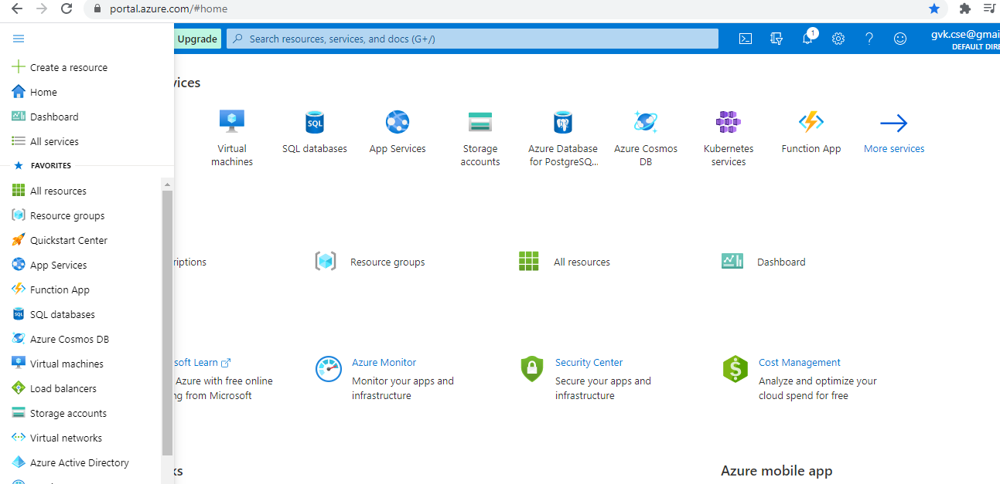 portal.azure.com/#home
Upgrade
Search resources, services, and docs (G+/)
1
gvk.cse@gmai
DEFAULT DIRE
Create a resource
Home
Dashboard
All services
FAVORITES
All resources
Resource groups
Quickstart Center
App Services
Function App
SQL databases
Azure Cosmos DB
Virtual machines
Load balancers
Storage accounts
Virtual networks
Azure Active Directory
vices
Virtual
machines
SQL
SQL databases
App Services
Storage
accounts
Azure Database
for PostgreSQ...
Azure Cosmos
DB
Kubernetes
services
Function App
More services
riptions
Resource groups
All resources
Dashboard
soft Learn
Azure with free online
ng from Microsoft
Azure Monitor
Monitor your apps and
infrastructure
Security Center
Secure your apps and
infrastructure
Cost Management
Analyze and optimize your
cloud spend for free
ks
Azure mobile app